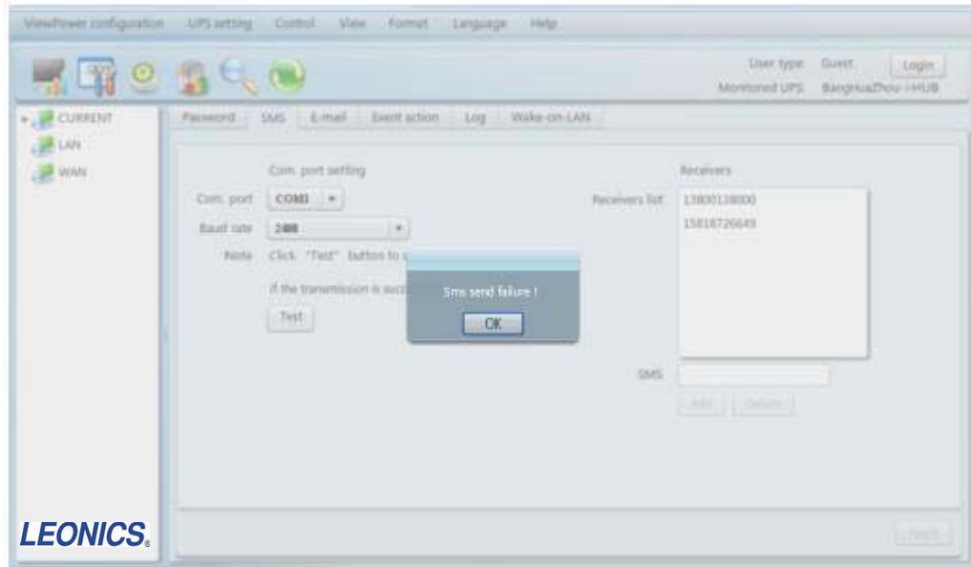 ViewPower configuration UPS setting Control View Format Language Help
User type Guest Login
Monitored UPS
CURRENT
LAN
WAN
Password SMS E-mail Event action Log Wake-on-LAN
Com. port setting
Com. port COM1
Baud rate 2400
Note Click "Test" button to
if the transmission is
Test
Receivers
Receivers list 13800138000
15818726649
Sms send failure !
OK
SMS
Add Delete
Apply
LEONICS®